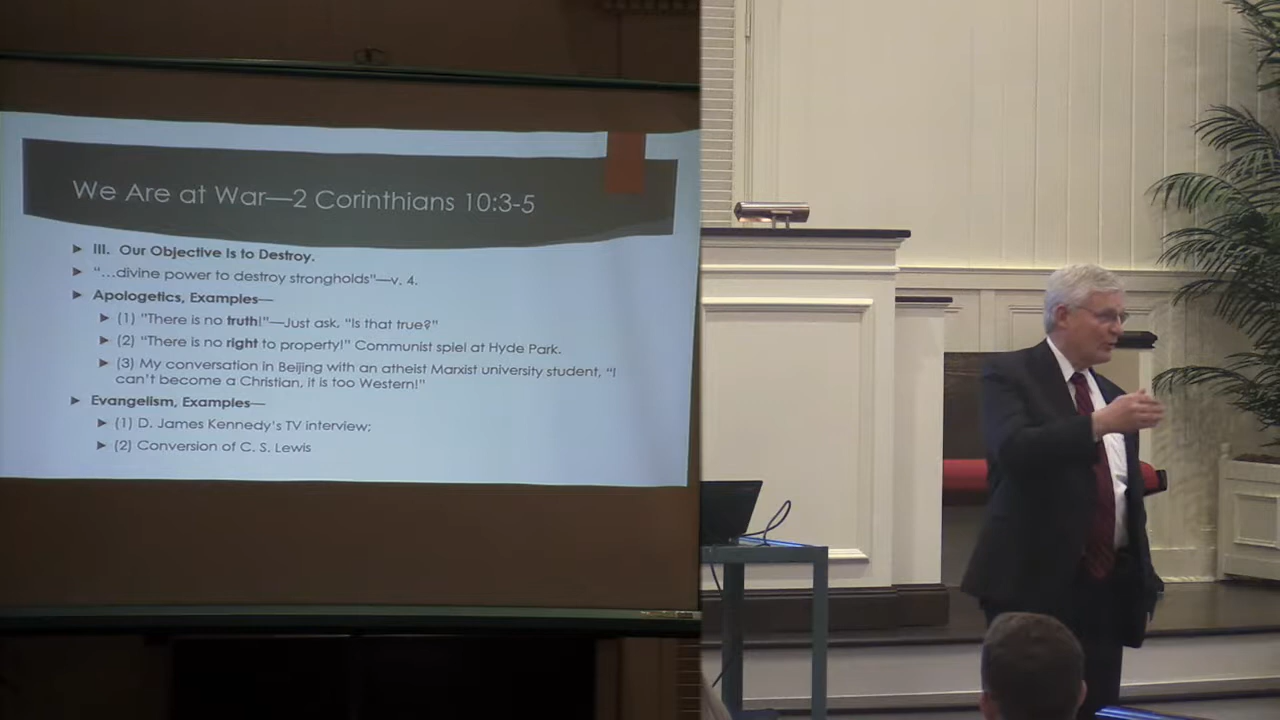 We Are at War—2 Corinthians 10:3-5
III. Our Objective Is to Destroy.
"...divine power to destroy strongholds"—v. 4.
Apologetics, Examples—
(1) "There is no truth!"—Just ask, "Is that true?"
(2) "There is no right to property!" Communist spiel at Hyde Park.
(3) My conversation in Beijing with an atheist Marxist university student, "I
can't become a Christian, it is too Western!"
Evangelism, Examples—
(1) D. James Kennedy's TV interview;
(2) Conversion of C. S. Lewis